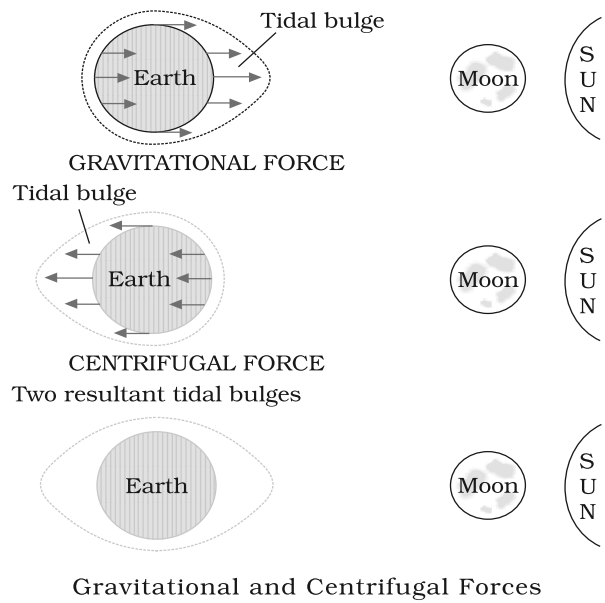 Tidal bulge
Earth
Moon
S
U
N
GRAVITATIONAL FORCE
Tidal bulge
Earth
Moon
S
U
N
CENTRIFUGAL FORCE
Two resultant tidal bulges
Earth
Moon
S
U
N
Gravitational and Centrifugal Forces